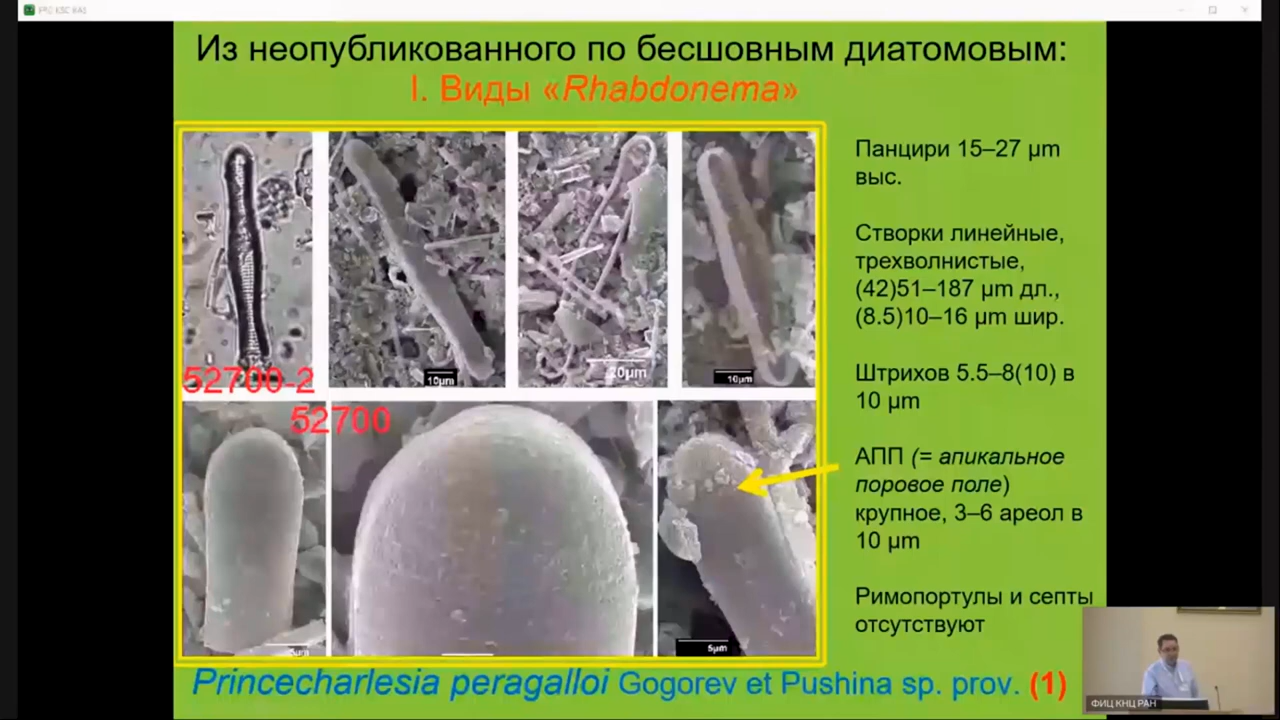 Из неопубликованного по бесшовным диатомовым:
I. Виды «Rhabdonema»
Панцири 15–27 µm
выс.
Створки линейные,
трехволнистые,
(42)51–187 µm дл.,
(8.5)10–16 µm шир.
Штрихов 5.5–8(10) в
10 µm
АПП (= апикальное
поровое поле)
крупное, 3–6 ареол в
10 µm
Римопортулы и септы
отсутствуют
10µm
20µm
10µm
52700-2
52700
5µm
5µm
Princecharlesia peragalloi Gogorev et Pushina sp. prov. (1)
ФИЦ КНЦ РАН